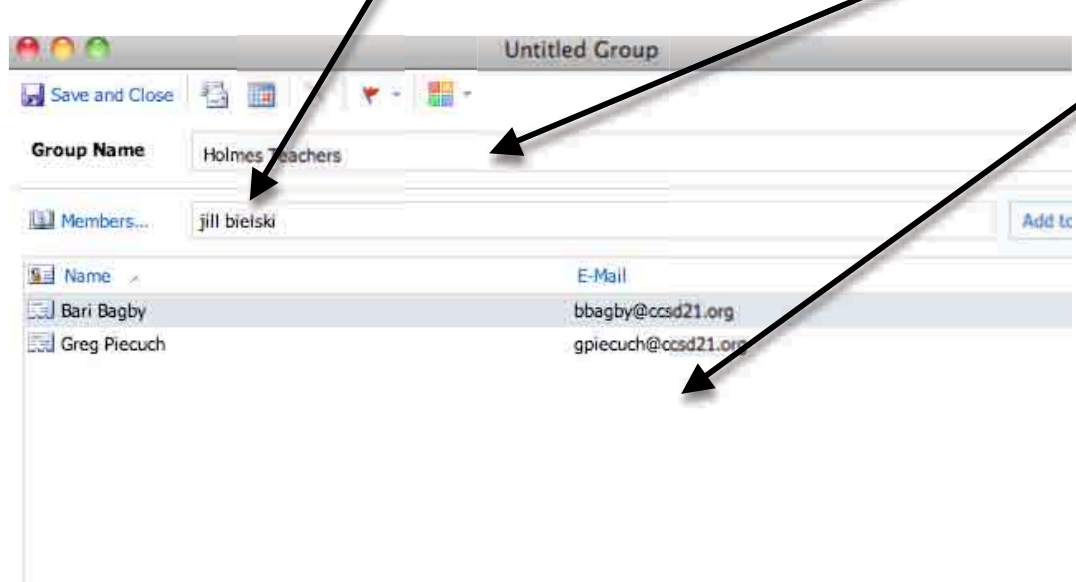 Untitled Group
Save and Close
Group Name Holmes Teachers
Members... jill bielski Add to
Name E-Mail
Bari Bagby bbagby@ccsd21.org
Greg Piecuch gpiecuch@ccsd21.org